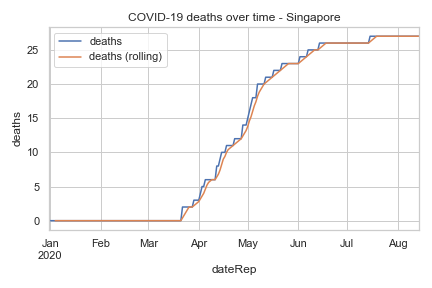 COVID-19 deaths over time - Singapore
deaths
deaths (rolling)
deaths
25
20
15
10
5
0
Jan Feb Mar Apr May Jun Jul Aug
2020
dateRep